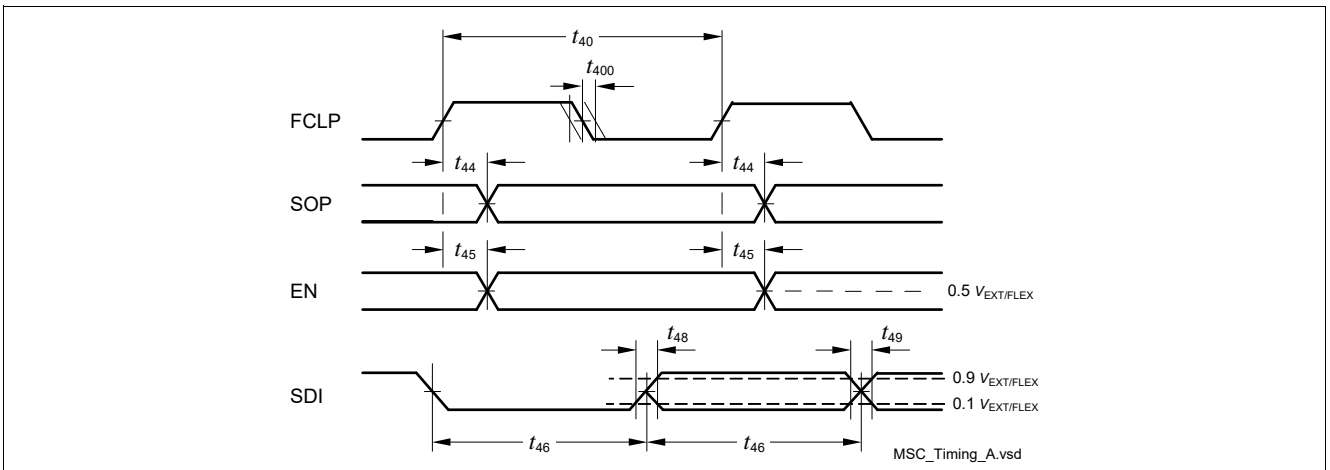 t40
t400
FCLP
t44 t44
SOP
t45 t45
EN 0.5 VEXT/FLEX
t48 t49
0.9 VEXT/FLEX
SDI
0.1 VEXT/FLEX
t46 t46
MSC_Timing_A.vsd